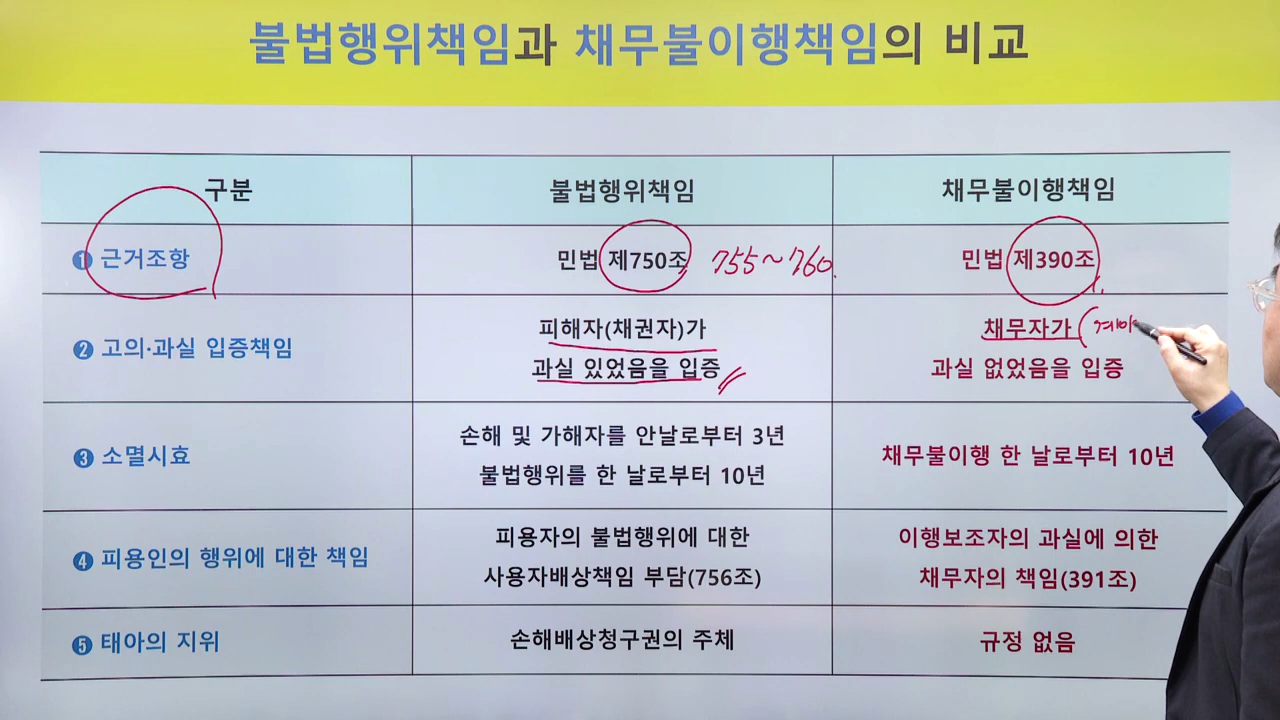 불법행위책임과 채무불이행책임의 비교
구분 불법행위책임 채무불이행책임
❶ 근거조항 민법 제750조 755~760. 민법 제390조
❷ 고의·과실 입증책임
피해자(채권자)가
과실 있었음을 입증
채무자가
과실 없었음을 입증
❸ 소멸시효
손해 및 가해자를 안날로부터 3년
불법행위를 한 날로부터 10년
채무불이행 한 날로부터 10년
❹ 피용인의 행위에 대한 책임
피용자의 불법행위에 대한
사용자배상책임 부담(756조)
이행보조자의 과실에 의한
채무자의 책임(391조)
❺ 태아의 지위 손해배상청구권의 주체 규정 없음